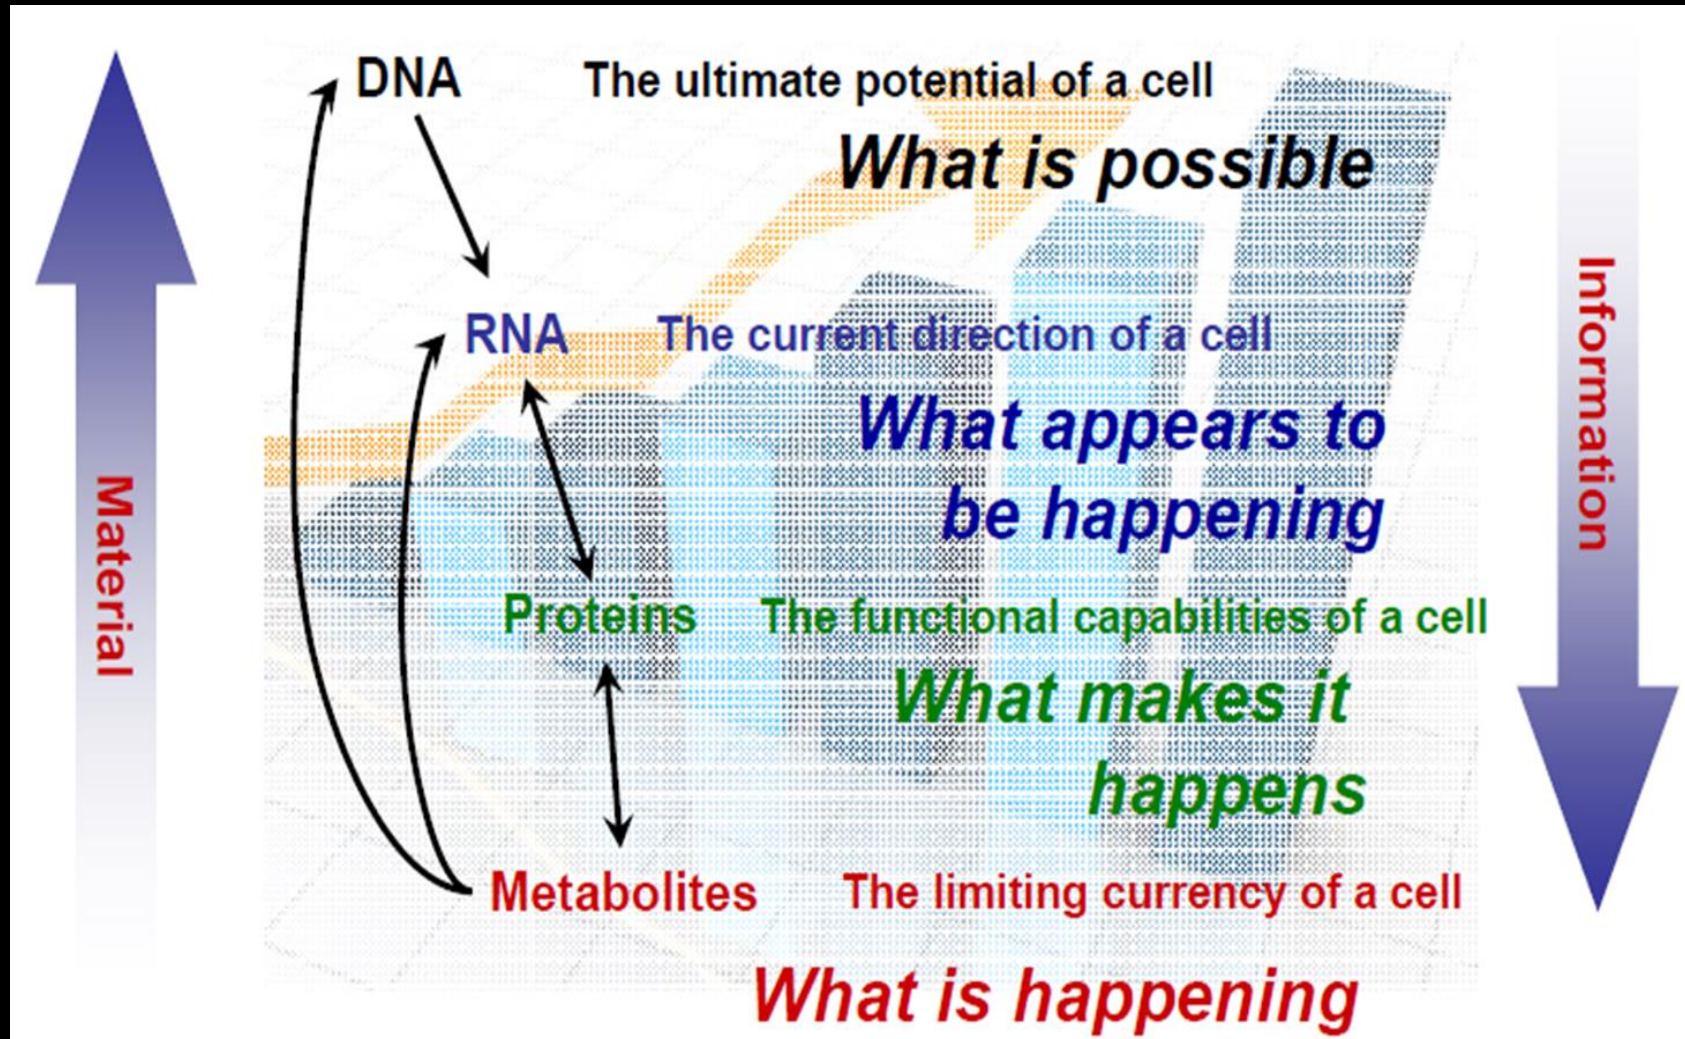 DNA The ultimate potential of a cell
What is possible
RNA The current direction of a cell
What appears to
be happening
Proteins The functional capabilities of a cell
What makes it
happens
Metabolites The limiting currency of a cell
What is happening
Material
Information